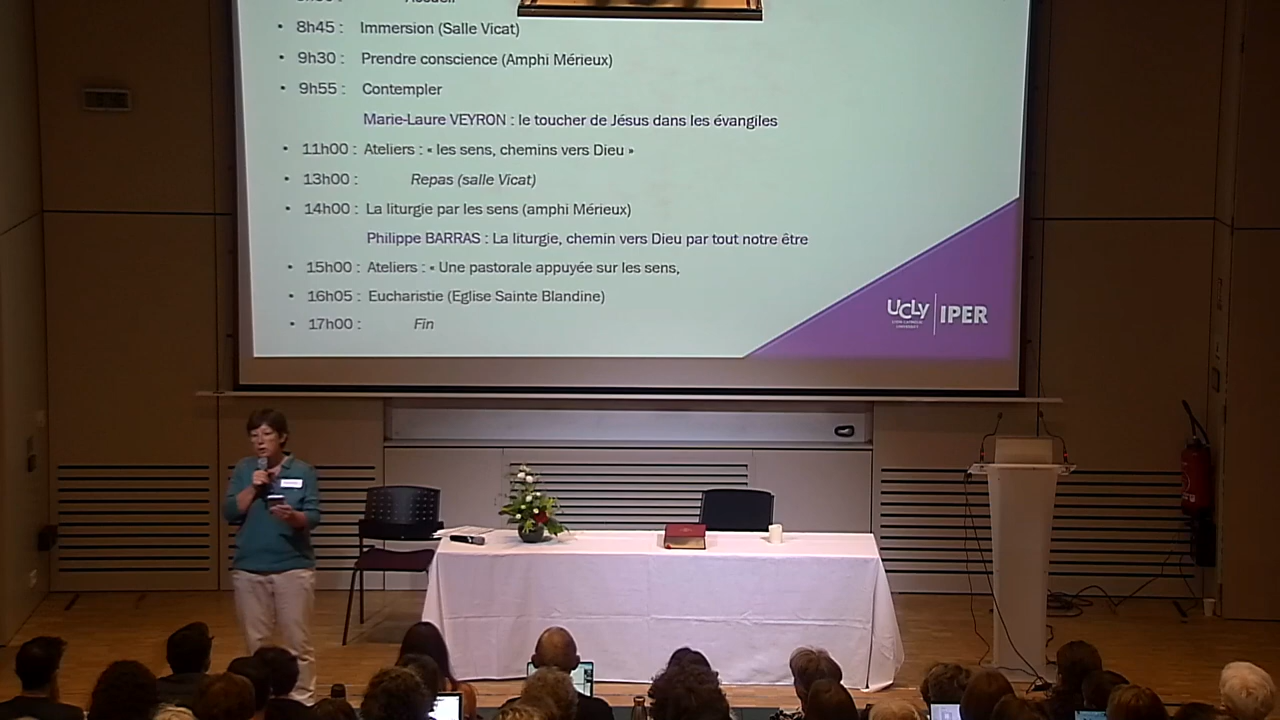 8h45 : Immersion (Salle Vicat)
9h30 : Prendre conscience (Amphi Mérieux)
9h55 : Contempler
Marie-Laure VEYRON : le toucher de Jésus dans les évangiles
11h00 : Ateliers : « les sens, chemins vers Dieu »
13h00 : Repas (salle Vicat)
14h00 : La liturgie par les sens (amphi Mérieux)
Philippe BARRAS : La liturgie, chemin vers Dieu par tout notre être
15h00 : Ateliers : « Une pastorale appuyée sur les sens,
16h05 : Eucharistie (Eglise Sainte Blandine)
17h00 : Fin
UCLy IPER